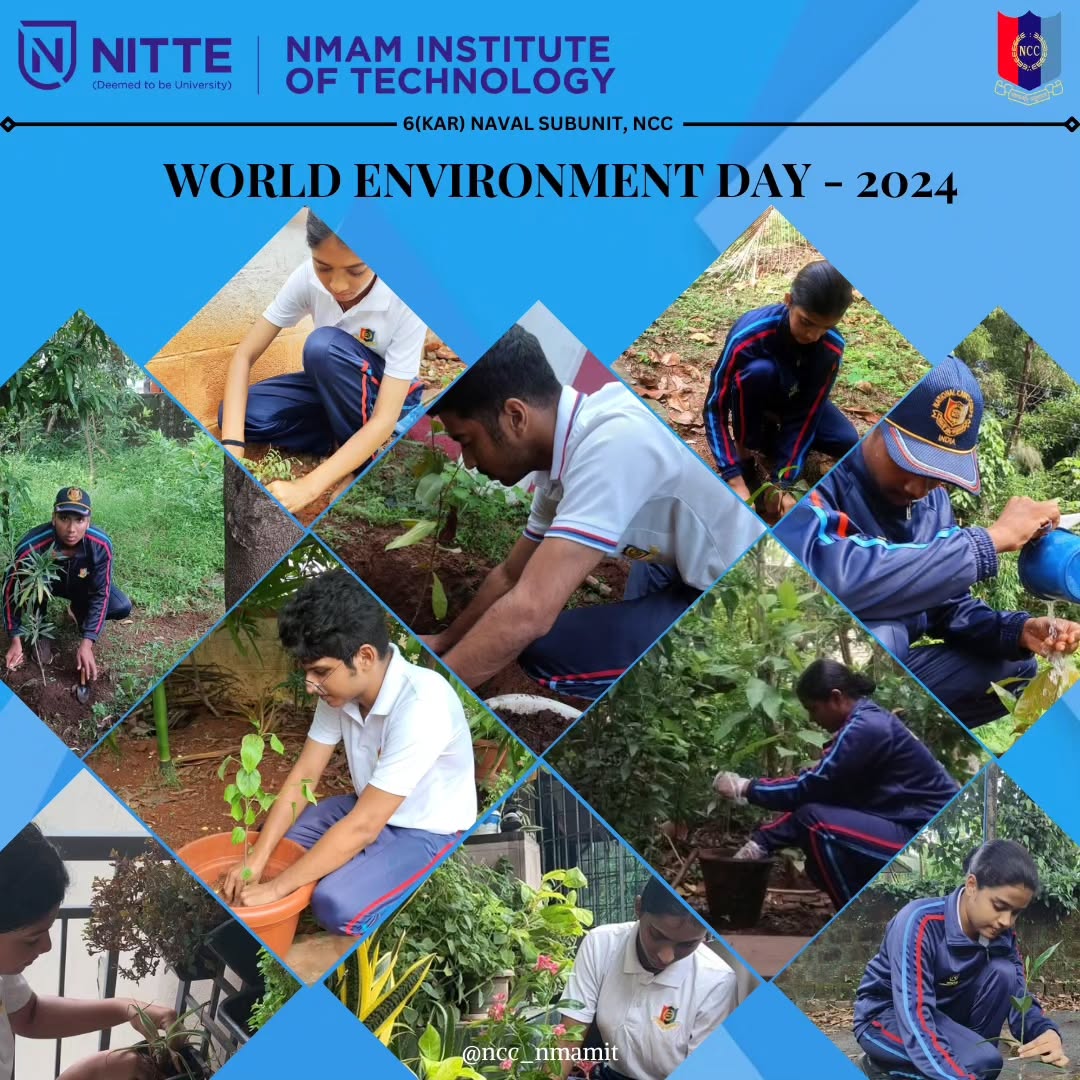 NITTE
(Deemed to be University)
NMAM INSTITUTE
OF TECHNOLOGY
NCC
6(KAR) NAVAL SUBUNIT, NCC
WORLD ENVIRONMENT DAY - 2024
INDIA
@ncc_nmamit